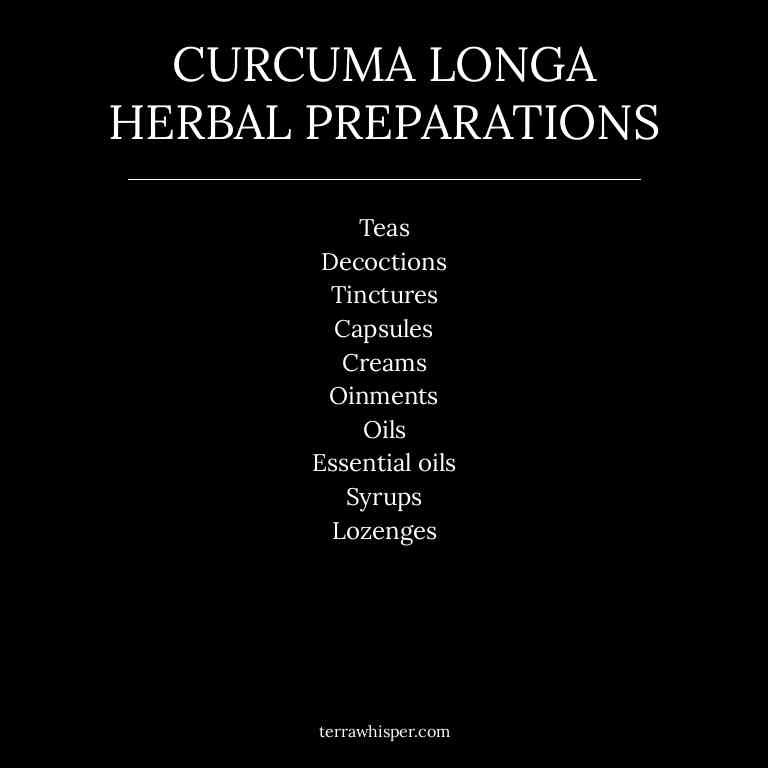 CURCUMA LONGA
HERBAL PREPARATIONS
Teas
Decoctions
Tinctures
Capsules
Creams
Oinments
Oils
Essential oils
Syrups
Lozenges
terrawhisper.com